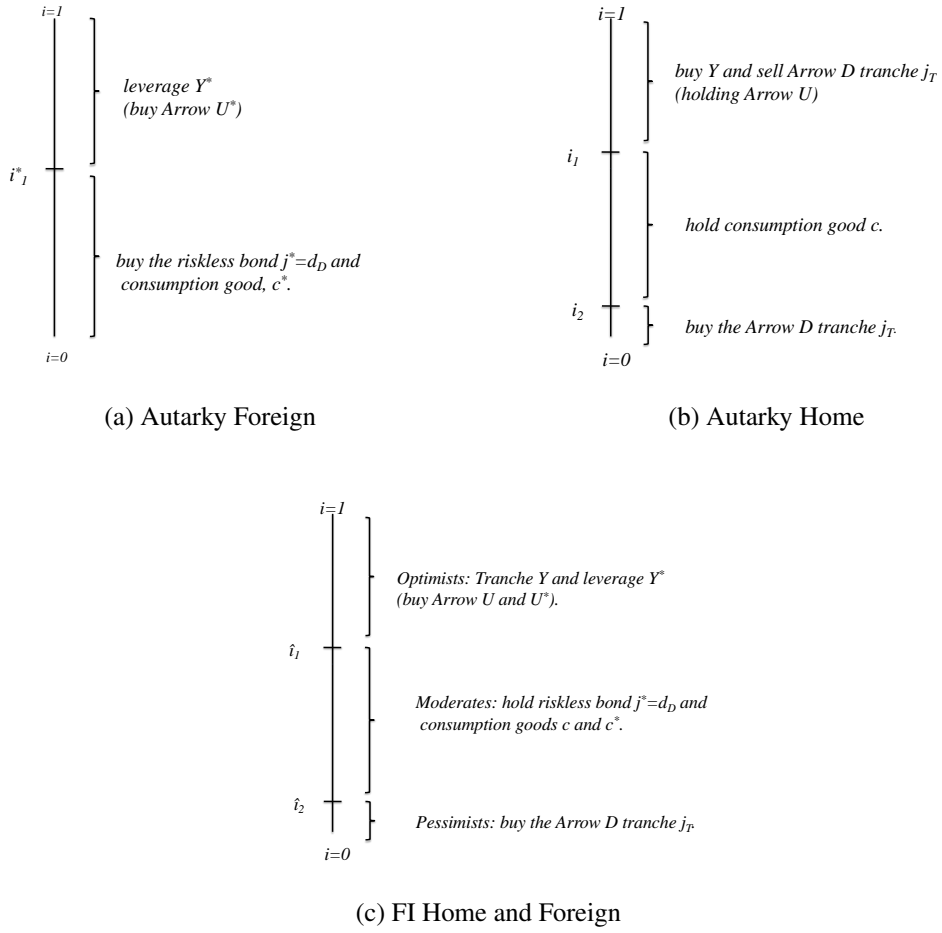 i=1
leverage Y*
(buy Arrow U*)
i*1
buy the riskless bond j*=dD and
consumption good, c*.
i=0
(a) Autarky Foreign
i=1
buy Y and sell Arrow D tranche jT
(holding Arrow U)
i1
hold consumption good c.
i2
buy the Arrow D tranche jT.
i=0
(b) Autarky Home
i=1
Optimists: Tranche Y and leverage Y*
(buy Arrow U and U*).
î1
Moderates: hold riskless bond j*=dD and
consumption goods c and c*.
î2
Pessimists: buy the Arrow D tranche jT.
i=0
(c) FI Home and Foreign